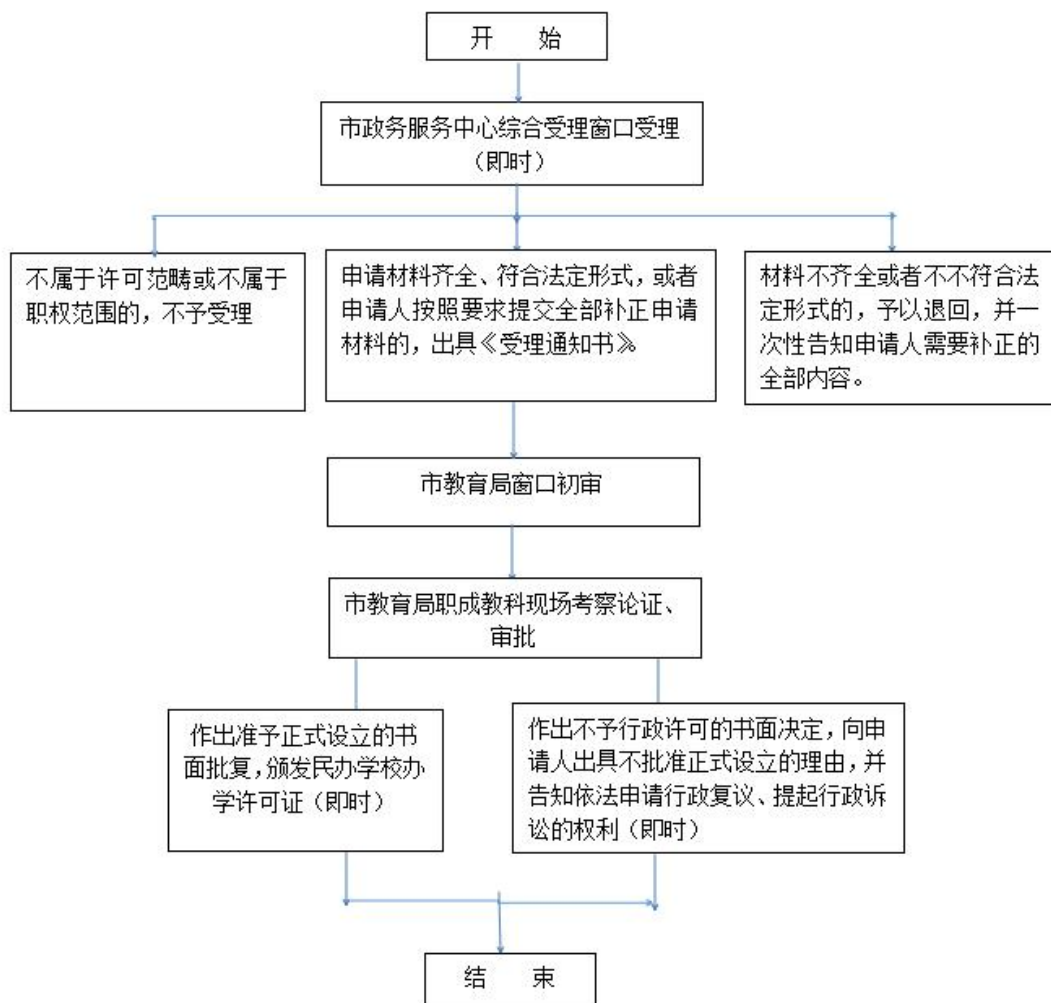 开 始
市政务服务中心综合受理窗口受理
（即时）
不属于许可范畴或不属于
职权范围的，不予受理
申请材料齐全、符合法定形式，或者
申请人按照要求提交全部补正申请
材料的，出具《受理通知书》
材料不齐全或者不不符合法
定形式的，予以退回，并一
次性告知申请人需要补正的
全部内容。
市教育局窗口初审
市教育局职成教科现场考察论证、
审批
作出准予正式设立的书
面批复，颁发民办学校办
学许可证（即时）
作出不予行政许可的书面决定，向申
请人出具不批准正式设立的理由，并
告知依法申请行政复议、提起行政诉
讼的权利（即时）
结 束